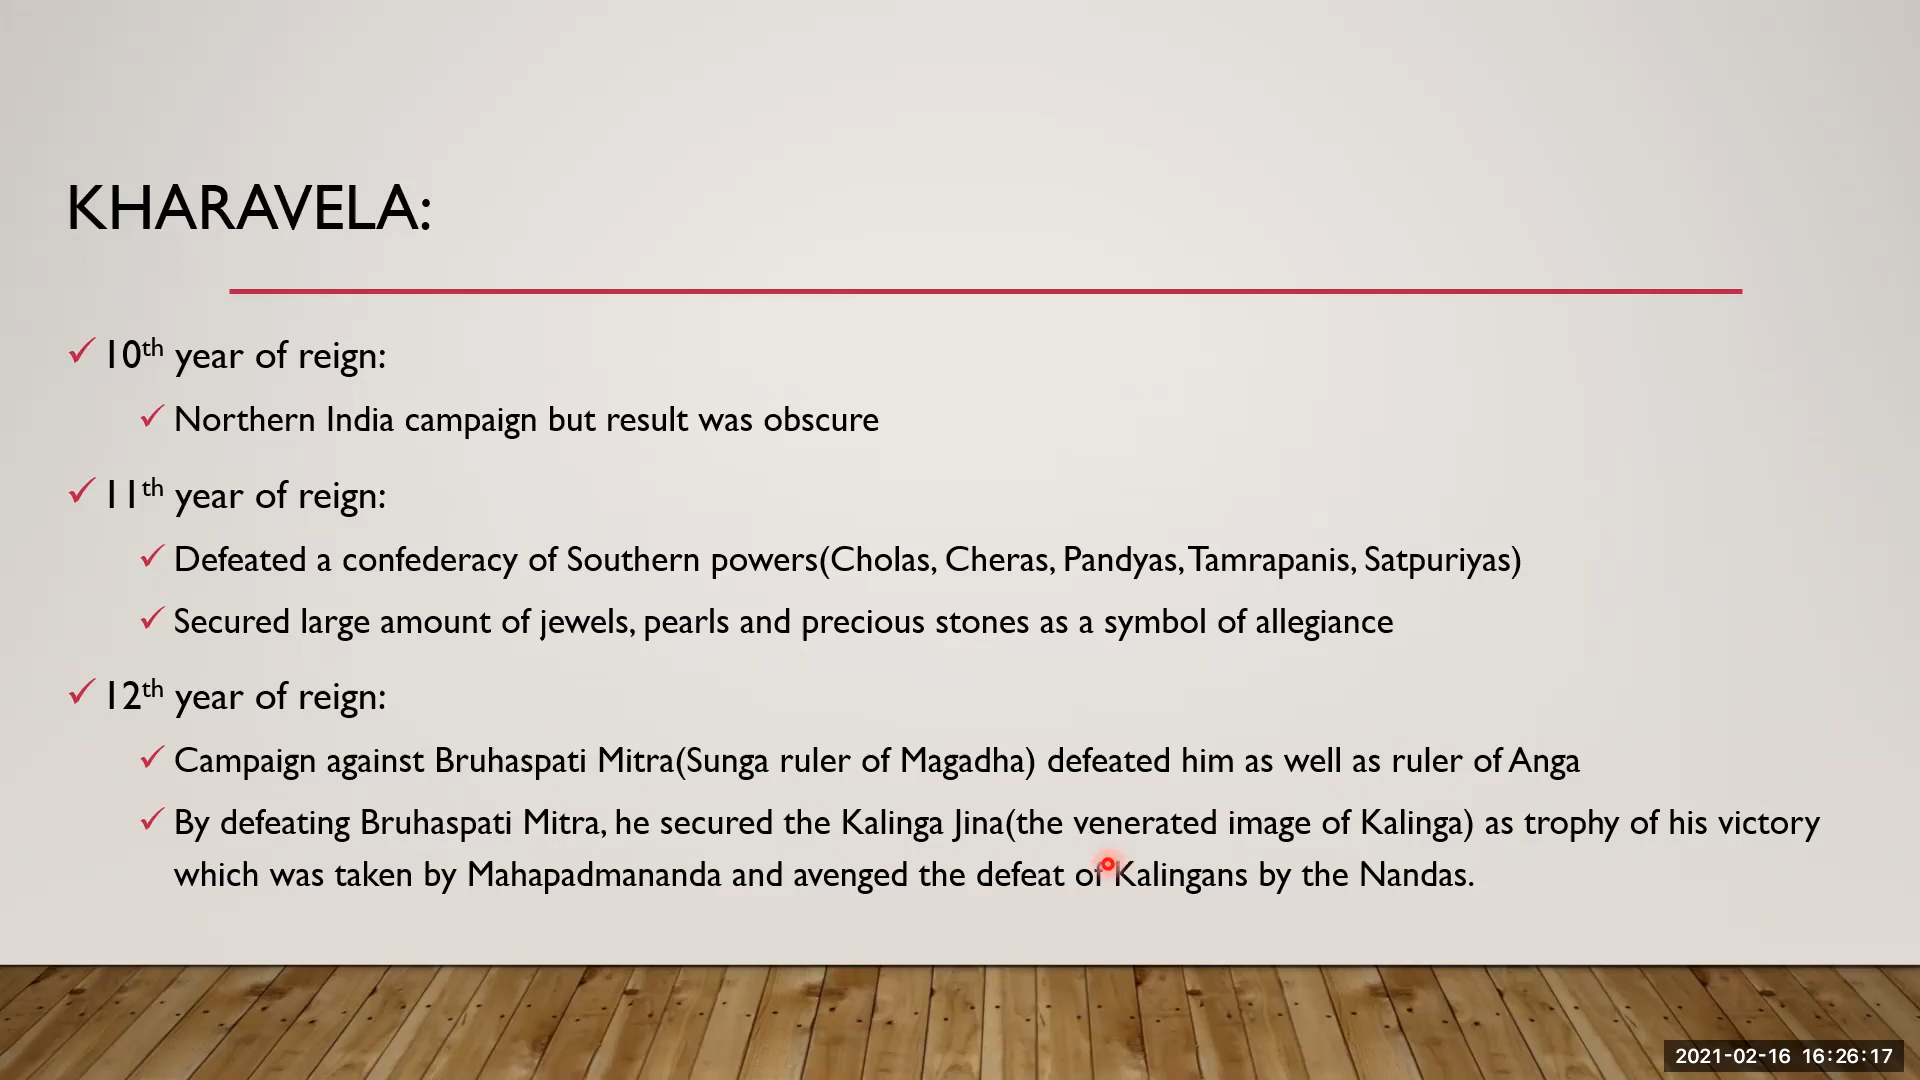 KHARAVELA:
✓ 10th year of reign:
✓ Northern India campaign but result was obscure
✓ 11th year of reign:
✓ Defeated a confederacy of Southern powers(Cholas, Cheras, Pandyas, Tamrapanis, Satpuriyas)
✓ Secured large amount of jewels, pearls and precious stones as a symbol of allegiance
✓ 12th year of reign:
✓ Campaign against Bruhaspati Mitra(Sunga ruler of Magadha) defeated him as well as ruler of Anga
✓ By defeating Bruhaspati Mitra, he secured the Kalinga Jina(the venerated image of Kalinga) as trophy of his victory
which was taken by Mahapadmananda and avenged the defeat of Kalingans by the Nandas.
2021-02-16 16:26:17